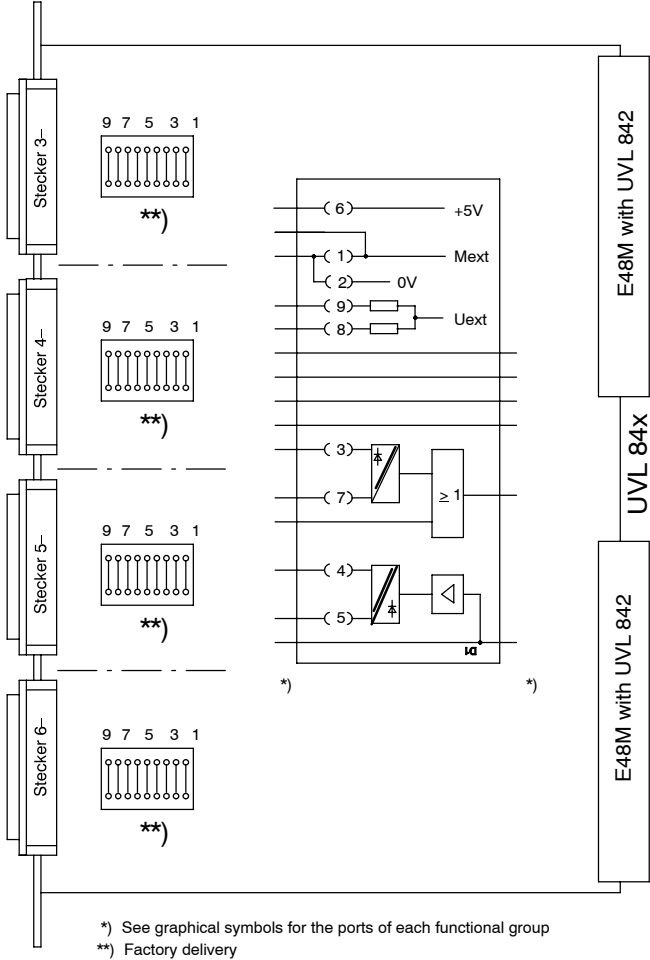 Stecker 3–
9 7 5 3 1
**)
Stecker 4–
9 7 5 3 1
**)
Stecker 5–
9 7 5 3 1
**)
Stecker 6–
9 7 5 3 1
**)
( 6 ) +5V
( 1 ) Mext
( 2 ) 0V
( 9 )
( 8 ) Uext
( 3 )
( 7 )
≥ 1
( 4 )
( 5 )
D1
*)
*)
E48M with UVL 842
UVL 84x
E48M with UVL 842
*) See graphical symbols for the ports of each functional group
**) Factory delivery